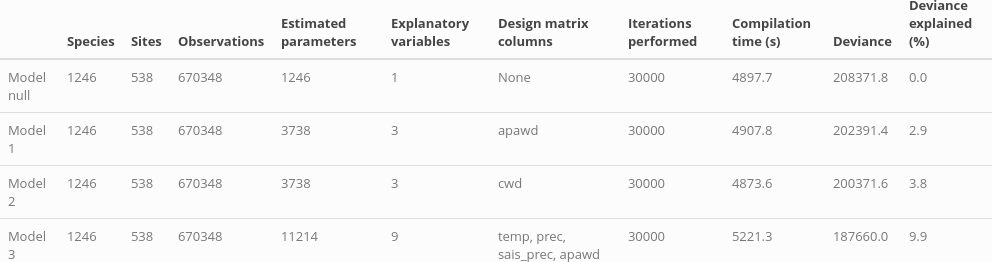 Species Sites Observations Estimated parameters Explanatory variables Design matrix columns Iterations performed Compilation time (s) Deviance Deviance explained (%)
Model null 1246 538 670348 1246 1 None 30000 4897.7 208371.8 0.0
Model 1 1246 538 670348 3738 3 apawd 30000 4907.8 202391.4 2.9
Model 2 1246 538 670348 3738 3 cwd 30000 4873.6 200371.6 3.8
Model 3 1246 538 670348 11214 9 temp, prec, sais_prec, apawd 30000 5221.3 187660.0 9.9